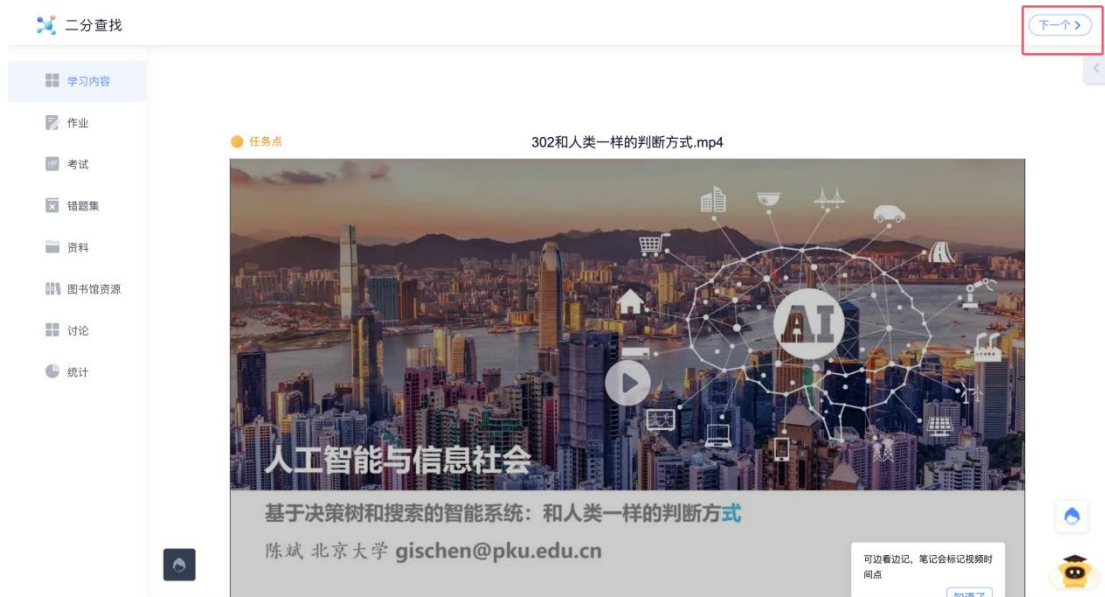 二分查找
下一个
学习内容
作业
考试
错题集
资料
图书馆资源
讨论
统计
任务点
302和人类一样的判断方式.mp4
AI
人工智能与信息社会
基于决策树和搜索的智能系统：和人类一样的判断方式
陈斌 北京大学 gischen@pku.edu.cn
可边看边记，笔记会标记视频时
间点
知道了